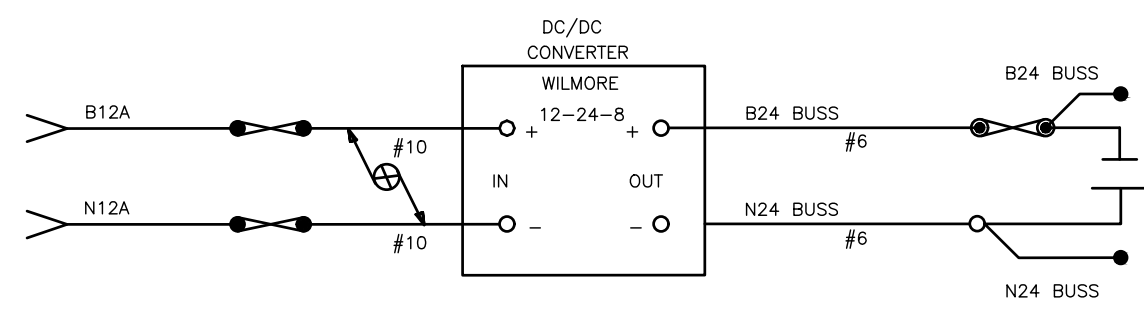 DC/DC
CONVERTER
WILMORE
12-24-8
B12A
#10
+
+
B24 BUSS
#6
B24 BUSS
IN
OUT
N12A
#10
-
-
N24 BUSS
#6
N24 BUSS